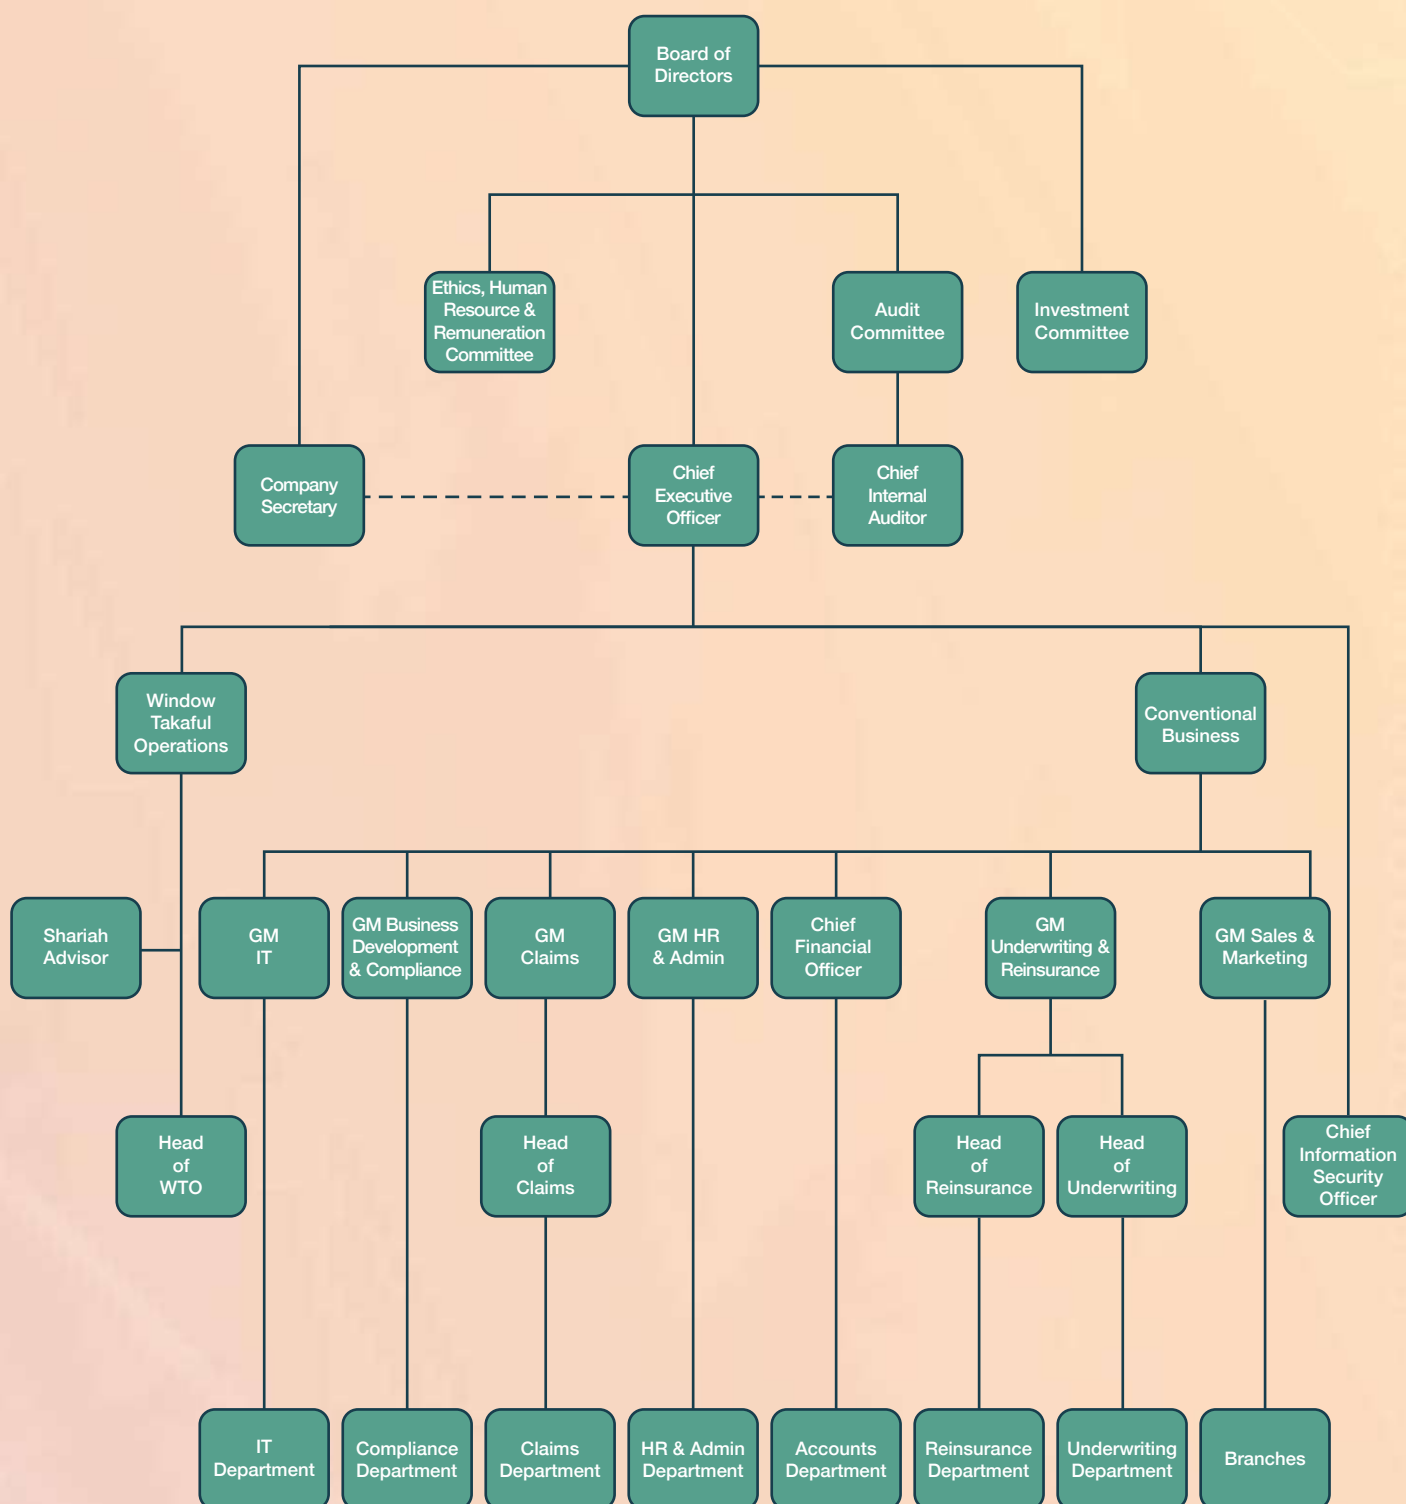 Board of
Directors
Ethics, Human
Resource &
Remuneration
Committee
Audit
Committee
Investment
Committee
Company
Secretary
Chief
Executive
Officer
Chief
Internal
Auditor
Window
Takaful
Operations
Conventional
Business
Shariah
Advisor
GM
IT
GM Business
Development
& Compliance
GM
Claims
GM HR
& Admin
Chief
Financial
Officer
GM
Underwriting &
Reinsurance
GM Sales &
Marketing
Head
of
WTO
Head
of
Claims
Head
of
Reinsurance
Head
of
Underwriting
Chief
Information
Security
Officer
IT
Department
Compliance
Department
Claims
Department
HR & Admin
Department
Accounts
Department
Reinsurance
Department
Underwriting
Department
Branches